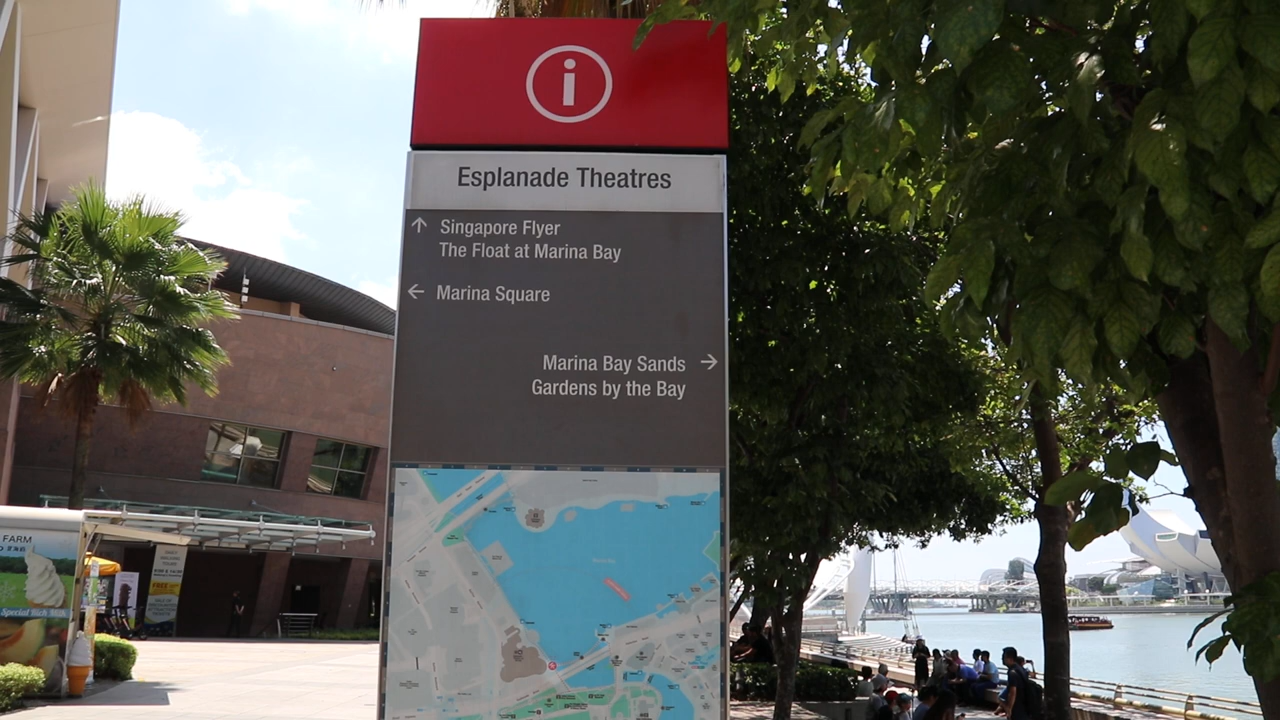 i
Esplanade Theatres
↑ Singapore Flyer
The Float at Marina Bay
← Marina Square
Marina Bay Sands →
Gardens by the Bay
FARM
Special Rich Milk